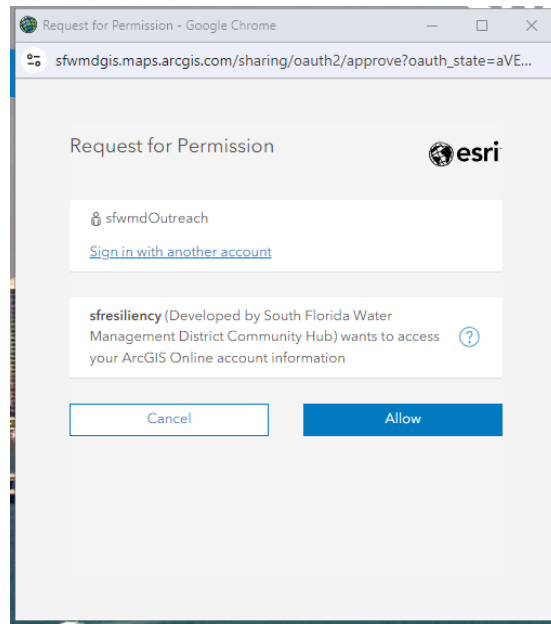 Request for Permission - Google Chrome
sfwmdgis.maps.arcgis.com/sharing/oauth2/approve?oauth_state=aVE...
Request for Permission
esri
sfwmdOutreach
Sign in with another account
sfresiliency (Developed by South Florida Water
Management District Community Hub) wants to access
your ArcGIS Online account information
?
Cancel
Allow